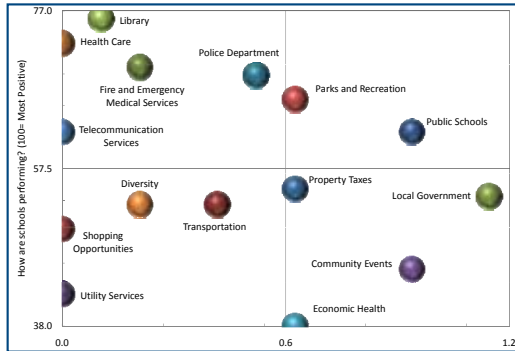 How are schools performing? (100= Most Positive)
77.0
57.5
38.0
Library
Health Care
Police Department
Fire and Emergency
Medical Services
Parks and Recreation
Telecommunication
Services
Public Schools
Diversity
Property Taxes
Local Government
Transportation
Shopping
Opportunities
Community Events
Utility Services
Economic Health
0.0
0.6
1.2